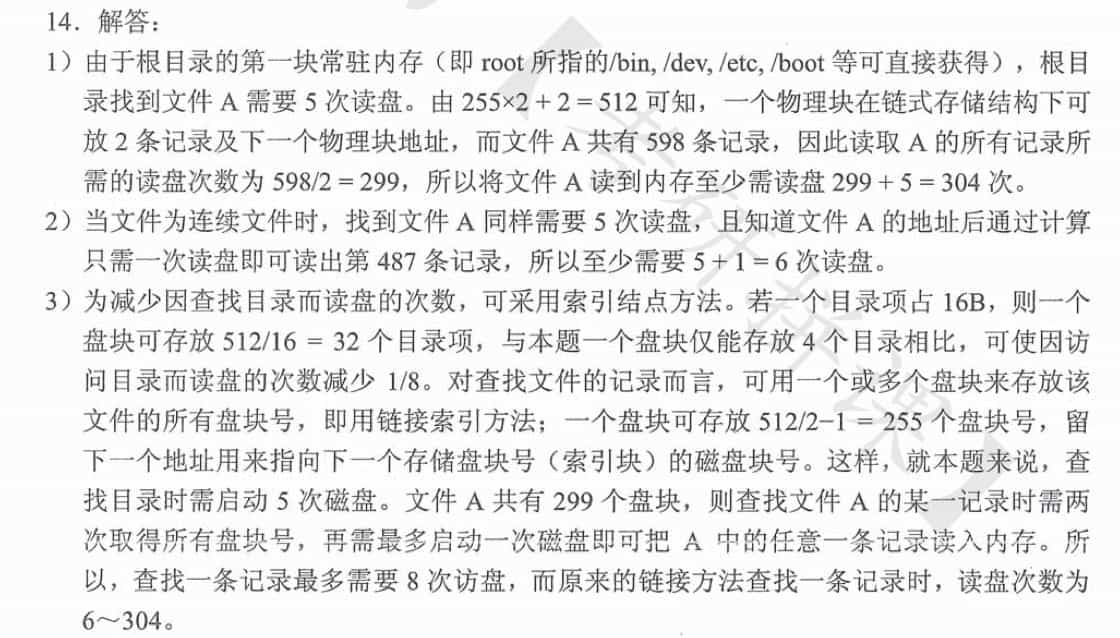 14．解答：
1）由于根目录的第一块常驻内存（即 root 所指的/bin, /dev, /etc, /boot 等可直接获得），根目
录找到文件 A 需要 5 次读盘。由 255×2 + 2 = 512 可知，一个物理块在链式存储结构下可
放 2 条记录及下一个物理块地址，而文件 A 共有 598 条记录，因此读取 A 的所有记录所
需的读盘次数为 598/2 = 299，所以将文件 A 读到内存至少需读盘 299 + 5 = 304 次。
2）当文件为连续文件时，找到文件 A 同样需要 5 次读盘，且知道文件 A 的地址后通过计算
只需一次读盘即可读出第 487 条记录，所以至少需要 5 + 1 = 6 次读盘。
3）为减少因查找目录而读盘的次数，可采用索引结点方法。若一个目录项占 16B，则一个
盘块可存放 512/16 = 32 个目录项，与本题一个盘块仅能存放 4 个目录相比，可使因访
问目录而读盘的次数减少 1/8。对查找文件的记录而言，可用一个或多个盘块来存放该
文件的所有盘块号，即用链接索引方法；一个盘块可存放 512/2−1 = 255 个盘块号，留
下一个地址用来指向下一个存储盘块号（索引块）的磁盘块号。这样，就本题来说，查
找目录时需启动 5 次磁盘。文件 A 共有 299 个盘块，则查找文件 A 的某一记录时需两
次取得所有盘块号，再需最多启动一次磁盘即可把 A 中的任意一条记录读入内存。所
以，查找一条记录最多需要 8 次访盘，而原来的链接方法查找一条记录时，读盘次数为
6～304。